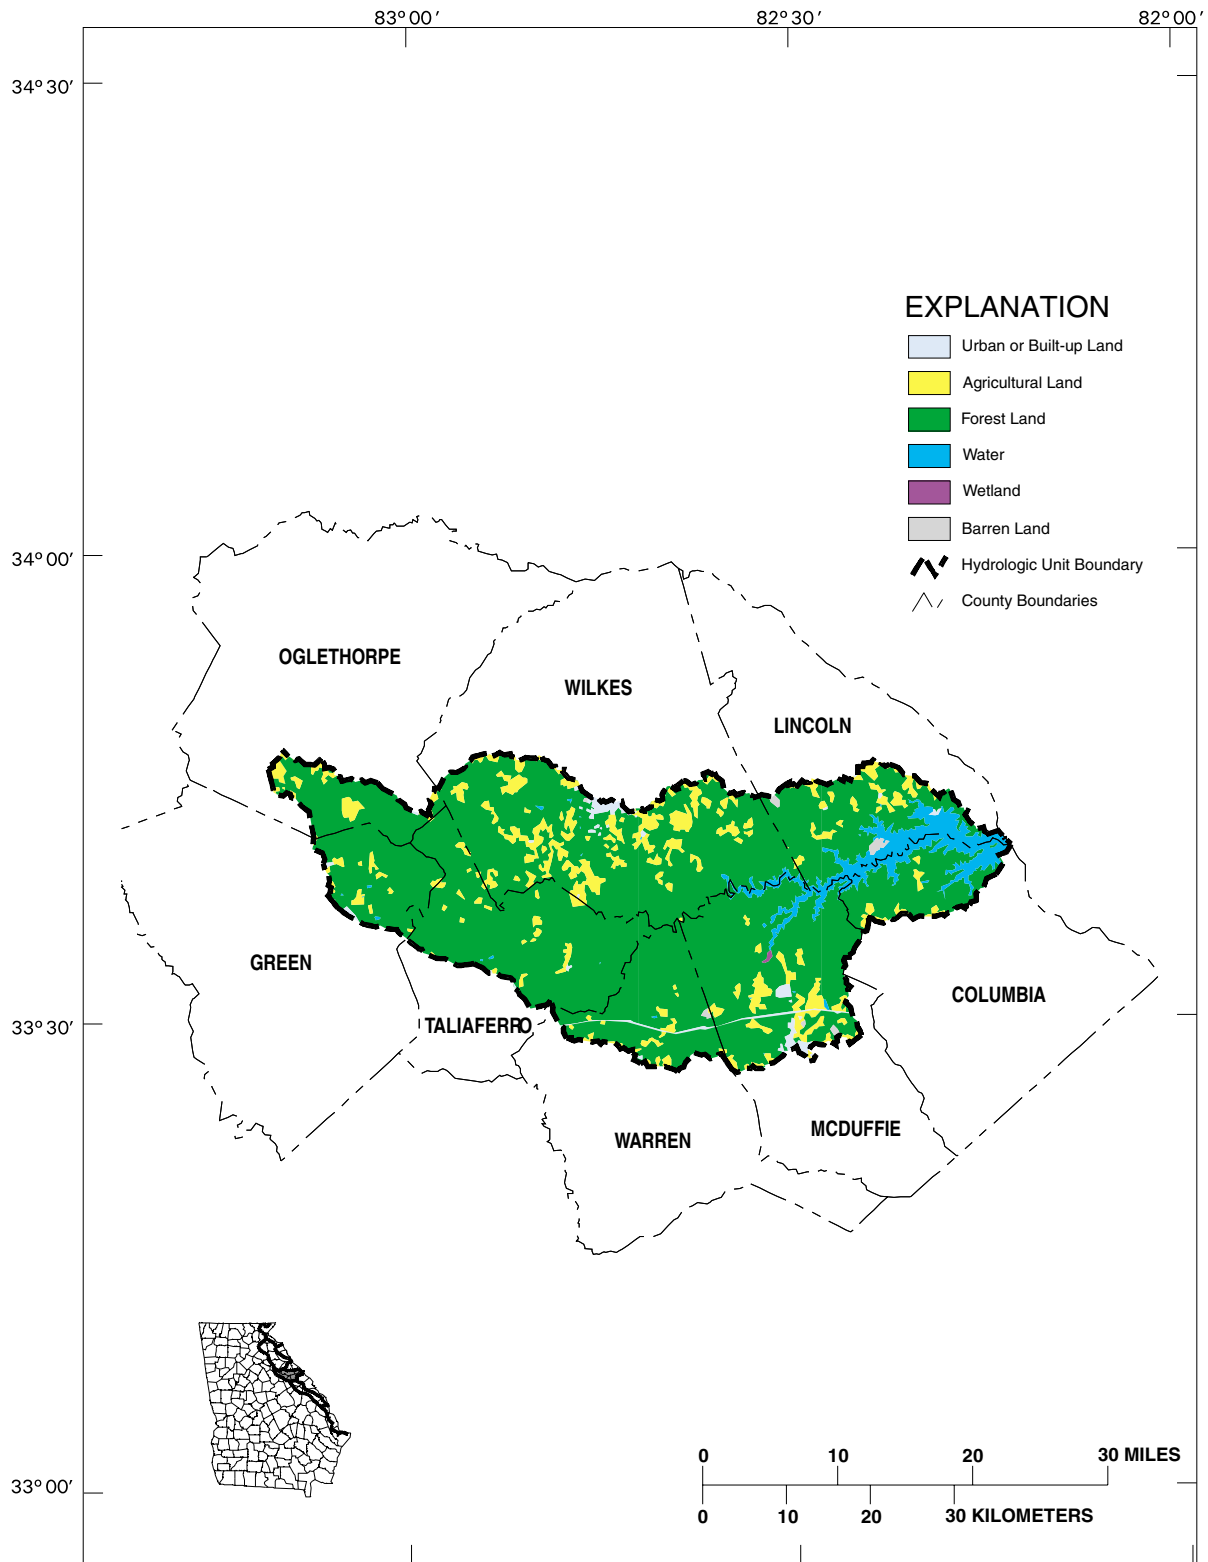 83° 00′
82° 30′
82° 00′
34° 30′
EXPLANATION
Urban or Built-up Land
Agricultural Land
Forest Land
Water
Wetland
Barren Land
Hydrologic Unit Boundary
County Boundaries
34° 00′
OGLETHORPE
WILKES
LINCOLN
GREEN
COLUMBIA
33° 30′
TALIAFERRO
MCDUFFIE
WARREN
0 10 20 30 MILES
33° 00′
0 10 20 30 KILOMETERS